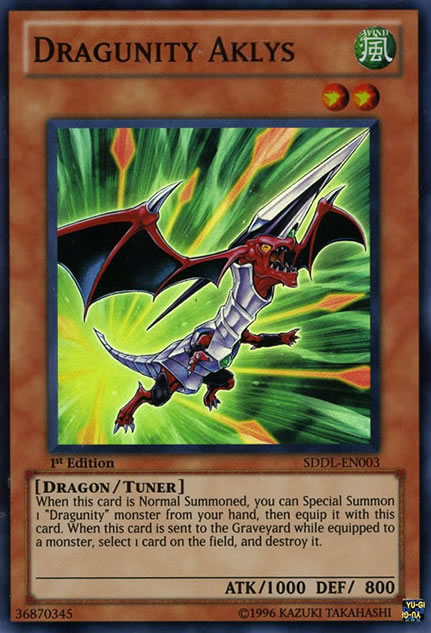 DRAGUNITY AKLYS
WIND
風
1st Edition
SDDL-EN003
[DRAGON/TUNER]
When this card is Normal Summoned, you can Special Summon
1 "Dragunity" monster from your hand, then equip it with this
card. When this card is sent to the Graveyard while equipped to
a monster, select 1 card on the field, and destroy it.
ATK/1000 DEF/ 800
36870345
©1996 KAZUKI TAKAHASHI
YU-GI